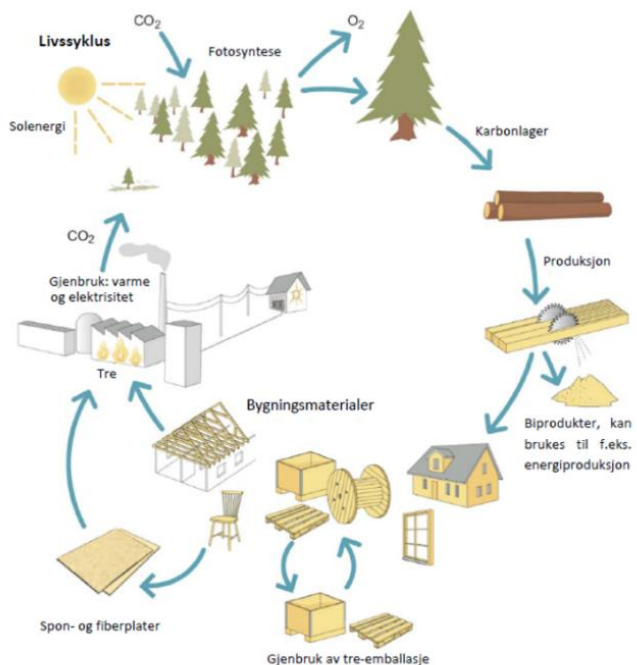 Livssyklus
CO2
Fotosyntese
O2
Solenergi
Karbonlager
Produksjon
CO2
Gjenbruk: varme
og elektrisitet
Tre
Bygningsmaterialer
Biprodukter, kan
brukes til f.eks.
energiproduksjon
Spon- og fiberplater
Gjenbruk av tre-emballasje